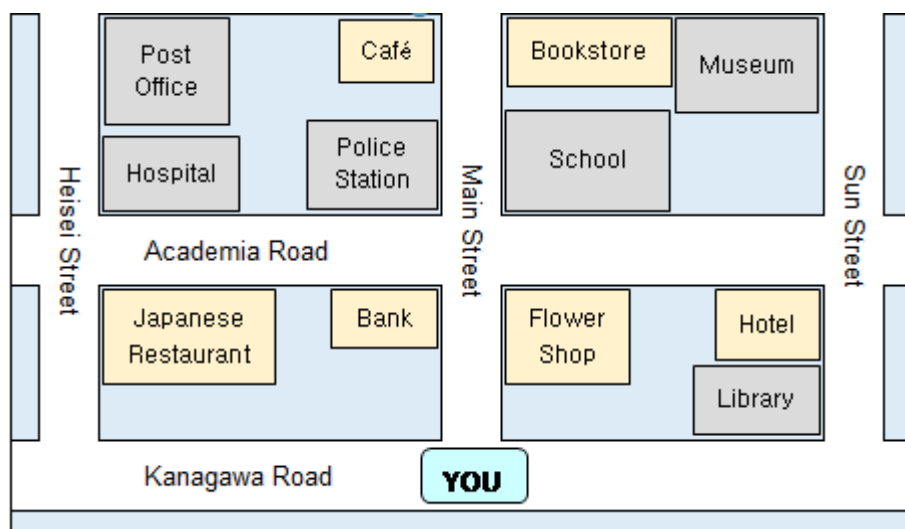 Post
Office
Café
Bookstore
Museum
Hospital
Police
Station
School
Heisei Street
Main Street
Sun Street
Academia Road
Japanese
Restaurant
Bank
Flower
Shop
Hotel
Library
Kanagawa Road
YOU